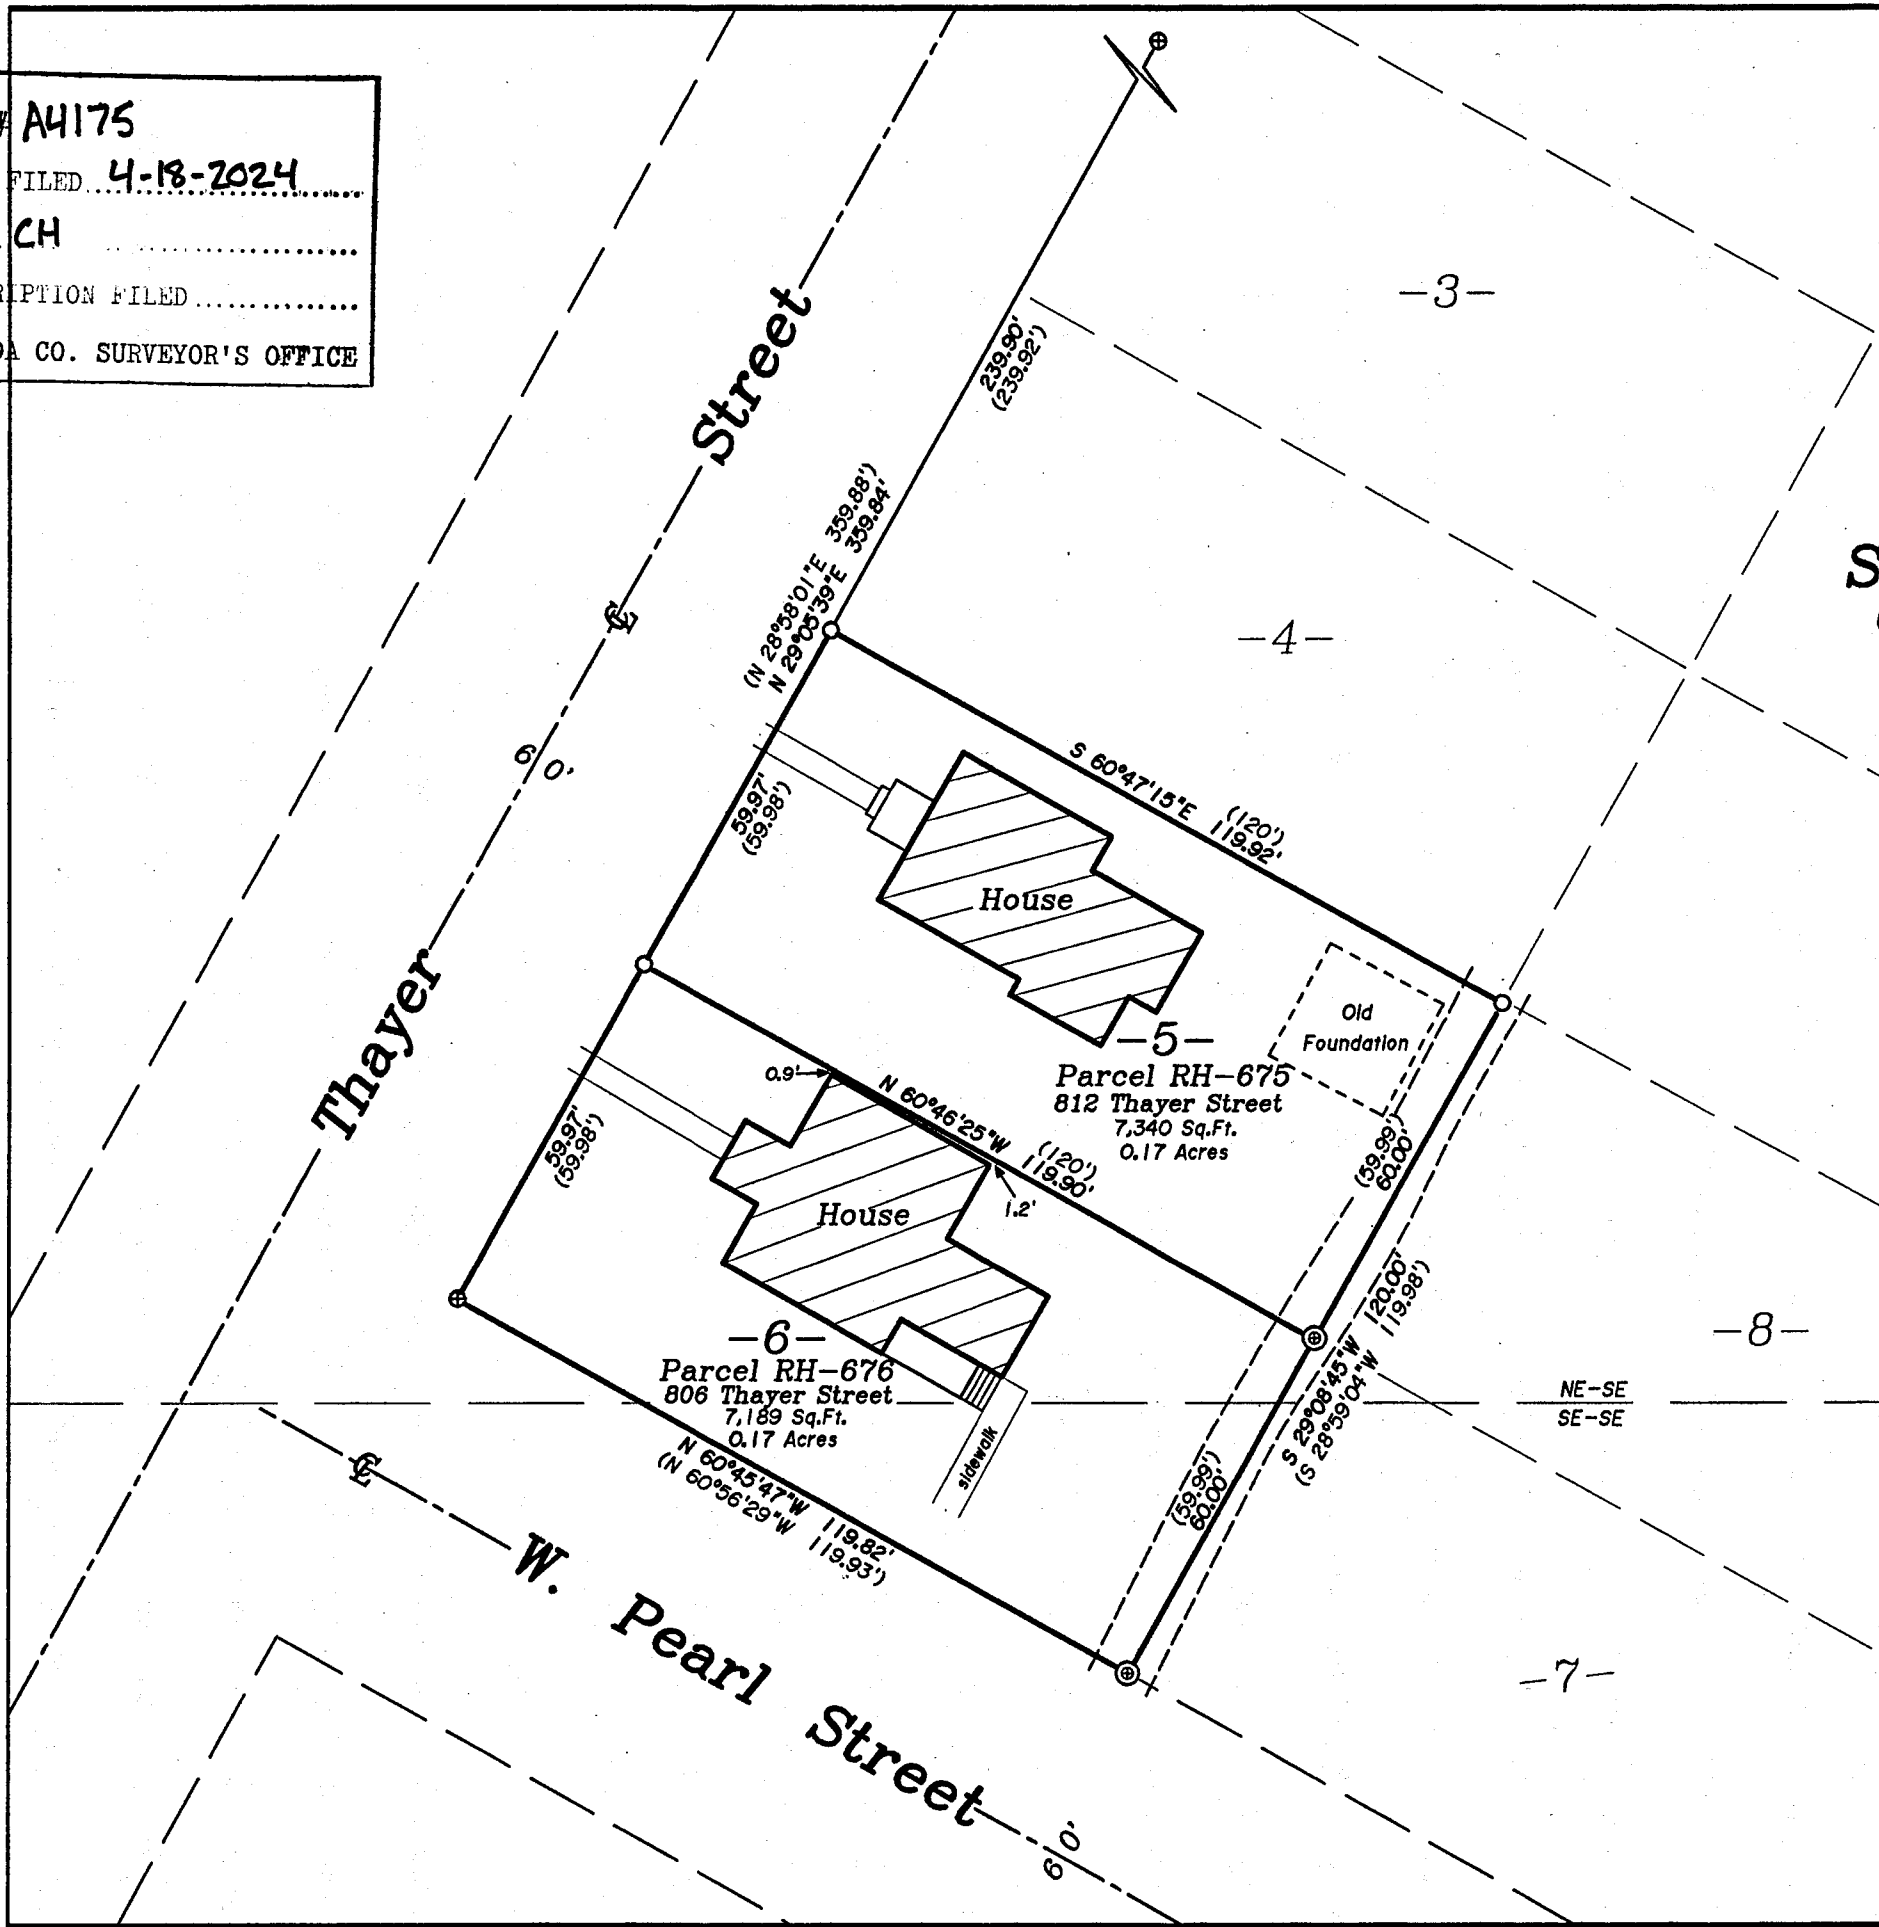 A4175
FILED 4-18-2024
CH
RIPTION FILED
CO. SURVEYOR'S OFFICE
Thayer Street
60'
239.90'
(239.92')
(N 28°58'01"E 359.88')
N 29°05'39"E 359.84'
-3-
-4-
S
S 60°47'15"E
(120')
119.92'
59.97'
(59.98')
House
Old
Foundation
-5-
Parcel RH-675
812 Thayer Street
7,340 Sq.Ft.
0.17 Acres
0.9'
N 60°46'25"W
(120')
119.90'
1.2'
(59.99')
60.00'
59.97'
(59.98')
House
-6-
Parcel RH-676
806 Thayer Street
7,189 Sq.Ft.
0.17 Acres
sidewalk
S 29°08'45"W 120.00'
(S 28°59'04"W 119.98')
(59.99')
60.00'
N 60°45'47"W 119.82'
(N 60°56'29"W 119.93')
-8-
NE-SE
SE-SE
-7-
W. Pearl Street
60'